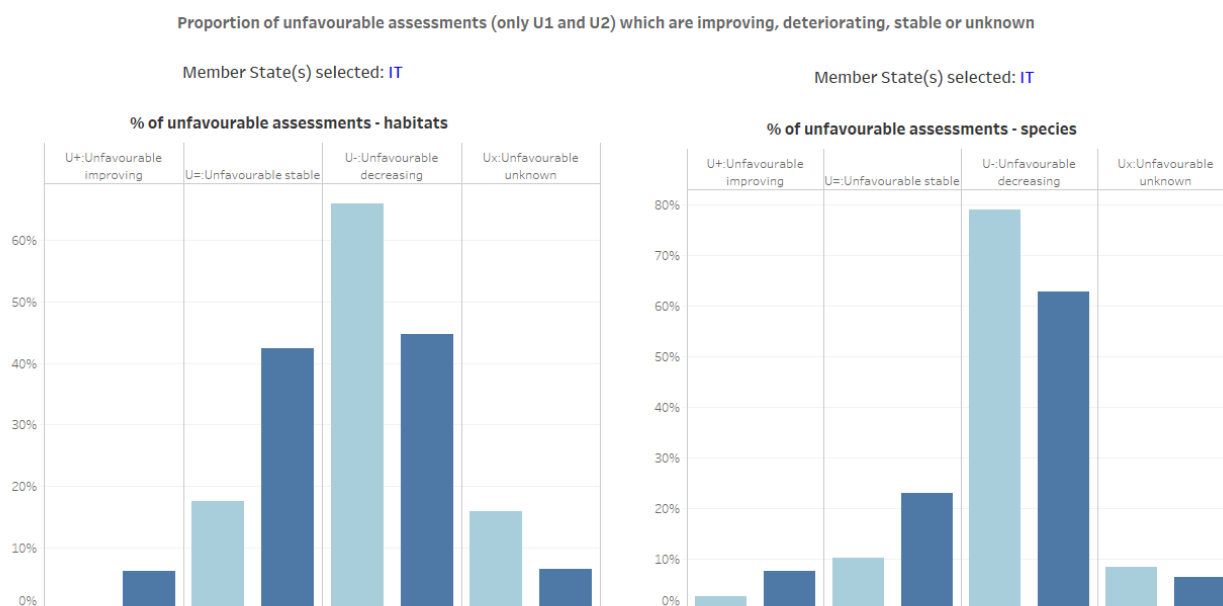 Proportion of unfavourable assessments (only U1 and U2) which are improving, deteriorating, stable or unknown
Member State(s) selected: IT
% of unfavourable assessments - habitats
U+:Unfavourable
improving
U=:Unfavourable stable
U-:Unfavourable
decreasing
Ux:Unfavourable
unknown
60%
50%
40%
30%
20%
10%
0%
Member State(s) selected: IT
% of unfavourable assessments - species
U+:Unfavourable
improving
U=:Unfavourable stable
U-:Unfavourable
decreasing
Ux:Unfavourable
unknown
80%
70%
60%
50%
40%
30%
20%
10%
0%